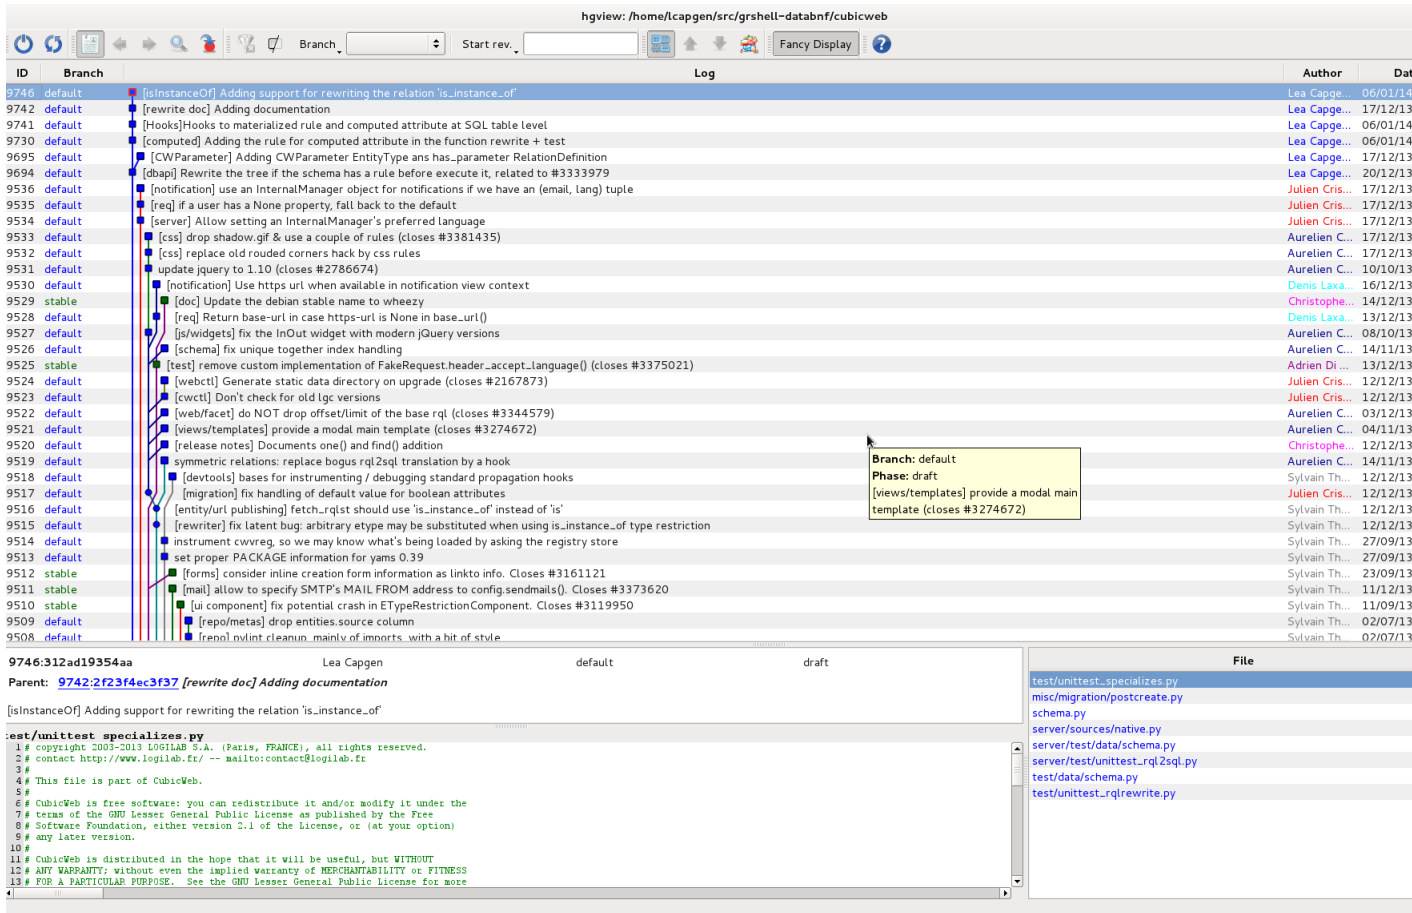 hgview: /home/lcapgen/src/grshell-databnf/cubicweb
Branch Start rev. Fancy Display
ID Branch Log Author Dat
9746 default [isInstanceOf] Adding support for rewriting the relation 'is_instance_of' Lea Capge... 06/01/14
9742 default [rewrite doc] Adding documentation Lea Capge... 17/12/13
9741 default [Hooks]Hooks to materialized rule and computed attribute at SQL table level Lea Capge... 06/01/14
9730 default [computed] Adding the rule for computed attribute in the function rewrite + test Lea Capge... 06/01/14
9695 default [CWParameter] Adding CWParameter EntityType ans has_parameter RelationDefinition Lea Capge... 17/12/13
9694 default [dbapi] Rewrite the tree if the schema has a rule before execute it, related to #3333979 Lea Capge... 20/12/13
9536 default [notification] use an InternalManager object for notifications if we have an (email, lang) tuple Julien Cris... 17/12/13
9535 default [req] if a user has a None property, fall back to the default Julien Cris... 17/12/13
9534 default [server] Allow setting an InternalManager's preferred language Julien Cris... 17/12/13
9533 default [css] drop shadow.gif & use a couple of rules (closes #3381435) Aurelien C... 17/12/13
9532 default [css] replace old rouded corners hack by css rules Aurelien C... 17/12/13
9531 default update jquery to 1.10 (closes #2786674) Aurelien C... 10/10/13
9530 default [notification] Use https url when available in notification view context Denis Laxa... 16/12/13
9529 stable [doc] Update the debian stable name to wheezy Christophe... 14/12/13
9528 default [req] Return base-url in case https-url is None in base_url() Denis Laxa... 13/12/13
9527 default [js/widgets] fix the InOut widget with modern jQuery versions Aurelien C... 08/10/13
9526 default [schema] fix unique together index handling Aurelien C... 14/11/13
9525 stable [test] remove custom implementation of FakeRequest.header_accept_language() (closes #3375021) Adrien Di ... 13/12/13
9524 default [webctl] Generate static data directory on upgrade (closes #2167873) Julien Cris... 12/12/13
9523 default [cwctl] Don't check for old lgc versions Julien Cris... 12/12/13
9522 default [web/facet] do NOT drop offset/limit of the base rql (closes #3344579) Aurelien C... 03/12/13
9521 default [views/templates] provide a modal main template (closes #3274672) Aurelien C... 04/11/13
9520 default [release notes] Documents one() and find() addition Christophe... 12/12/13
9519 default symmetric relations: replace bogus rql2sql translation by a hook Aurelien C... 14/11/13
9518 default [devtools] bases for instrumenting / debugging standard propagation hooks Sylvain Th... 12/12/13
9517 default [migration] fix handling of default value for boolean attributes Julien Cris... 12/12/13
9516 default [entity/url publishing] fetch_rqlst should use 'is_instance_of' instead of 'is' Sylvain Th... 12/12/13
9515 default [rewriter] fix latent bug: arbitrary etype may be substituted when using is_instance_of type restriction Sylvain Th... 12/12/13
9514 default instrument cwvreg, so we may know what's being loaded by asking the registry store Sylvain Th... 27/09/13
9513 default set proper PACKAGE information for yams 0.39 Sylvain Th... 27/09/13
9512 stable [forms] consider inline creation form information as linkto info. Closes #3161121 Sylvain Th... 23/09/13
9511 stable [mail] allow to specify SMTP's MAIL FROM address to config.sendmails(). Closes #3373620 Sylvain Th... 11/12/13
9510 stable [ui component] fix potential crash in ETypeRestrictionComponent. Closes #3119950 Sylvain Th... 11/09/13
9509 default [repo/metas] drop entities.source column Sylvain Th... 02/07/13
9508 default [repo] pylint cleanup, mainly of imports, with a bit of style Sylvain Th... 02/07/13
Branch: default
Phase: draft
[views/templates] provide a modal main
template (closes #3274672)
9746:312ad19354aa Lea Capgen default draft
Parent: 9742:2f23f4ec3f37 [rewrite doc] Adding documentation
[isInstanceOf] Adding support for rewriting the relation 'is_instance_of'
File
test/unittest_specializes.py
misc/migration/postcreate.py
schema.py
server/sources/native.py
server/test/data/schema.py
server/test/unittest_rql2sql.py
test/data/schema.py
test/unittest_rqlrewrite.py
test/unittest_specializes.py
1 # copyright 2003-2013 LOGILAB S.A. (Paris, FRANCE), all rights reserved.
2 # contact http://www.logilab.fr/ -- mailto:contact@logilab.fr
3 #
4 # This file is part of CubicWeb.
5 #
6 # CubicWeb is free software: you can redistribute it and/or modify it under the
7 # terms of the GNU Lesser General Public License as published by the Free
8 # Software Foundation, either version 2.1 of the License, or (at your option)
9 # any later version.
10 #
11 # CubicWeb is distributed in the hope that it will be useful, but WITHOUT
12 # ANY WARRANTY; without even the implied warranty of MERCHANTABILITY or FITNESS
13 # FOR A PARTICULAR PURPOSE. See the GNU Lesser General Public License for more